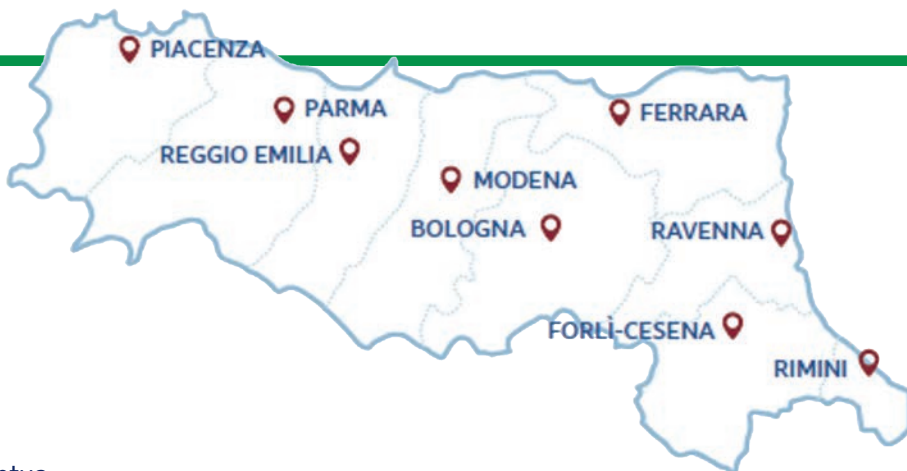 PIACENZA
PARMA
FERRARA
REGGIO EMILIA
MODENA
BOLOGNA
RAVENNA
FORLÌ-CESENA
RIMINI